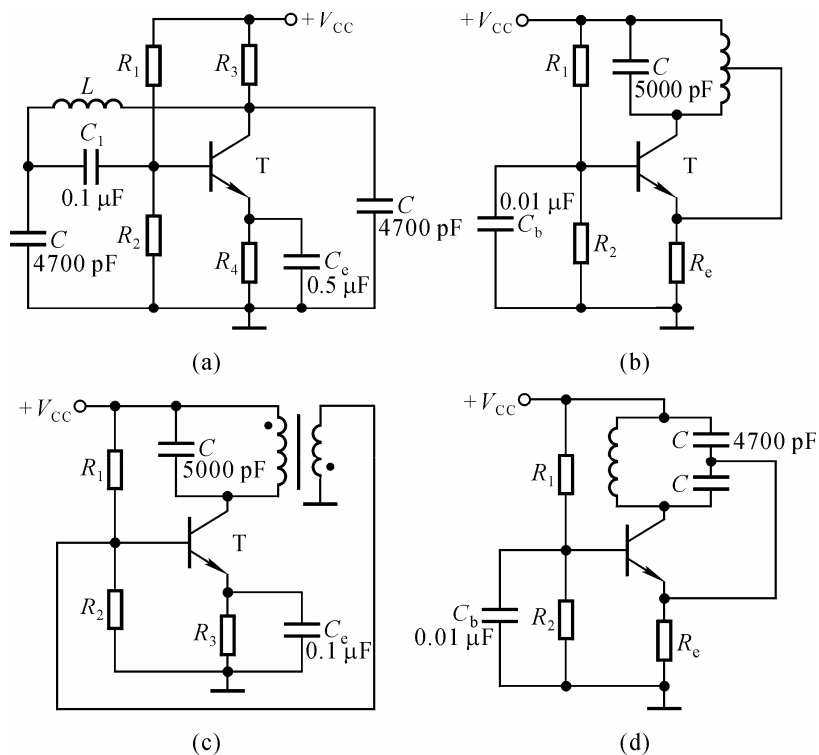 +V_CC
R_1
R_3
L
C_1
0.1 μF
T
C
4700 pF
R_2
R_4
C_e
0.5 μF
C
4700 pF
(a)
+V_CC
R_1
C
5000 pF
T
0.01 μF
C_b
R_2
R_e
(b)
+V_CC
R_1
C
5000 pF
T
R_2
R_3
C_e
0.1 μF
(c)
+V_CC
R_1
C 4700 pF
C
C_b
0.01 μF
R_2
R_e
(d)